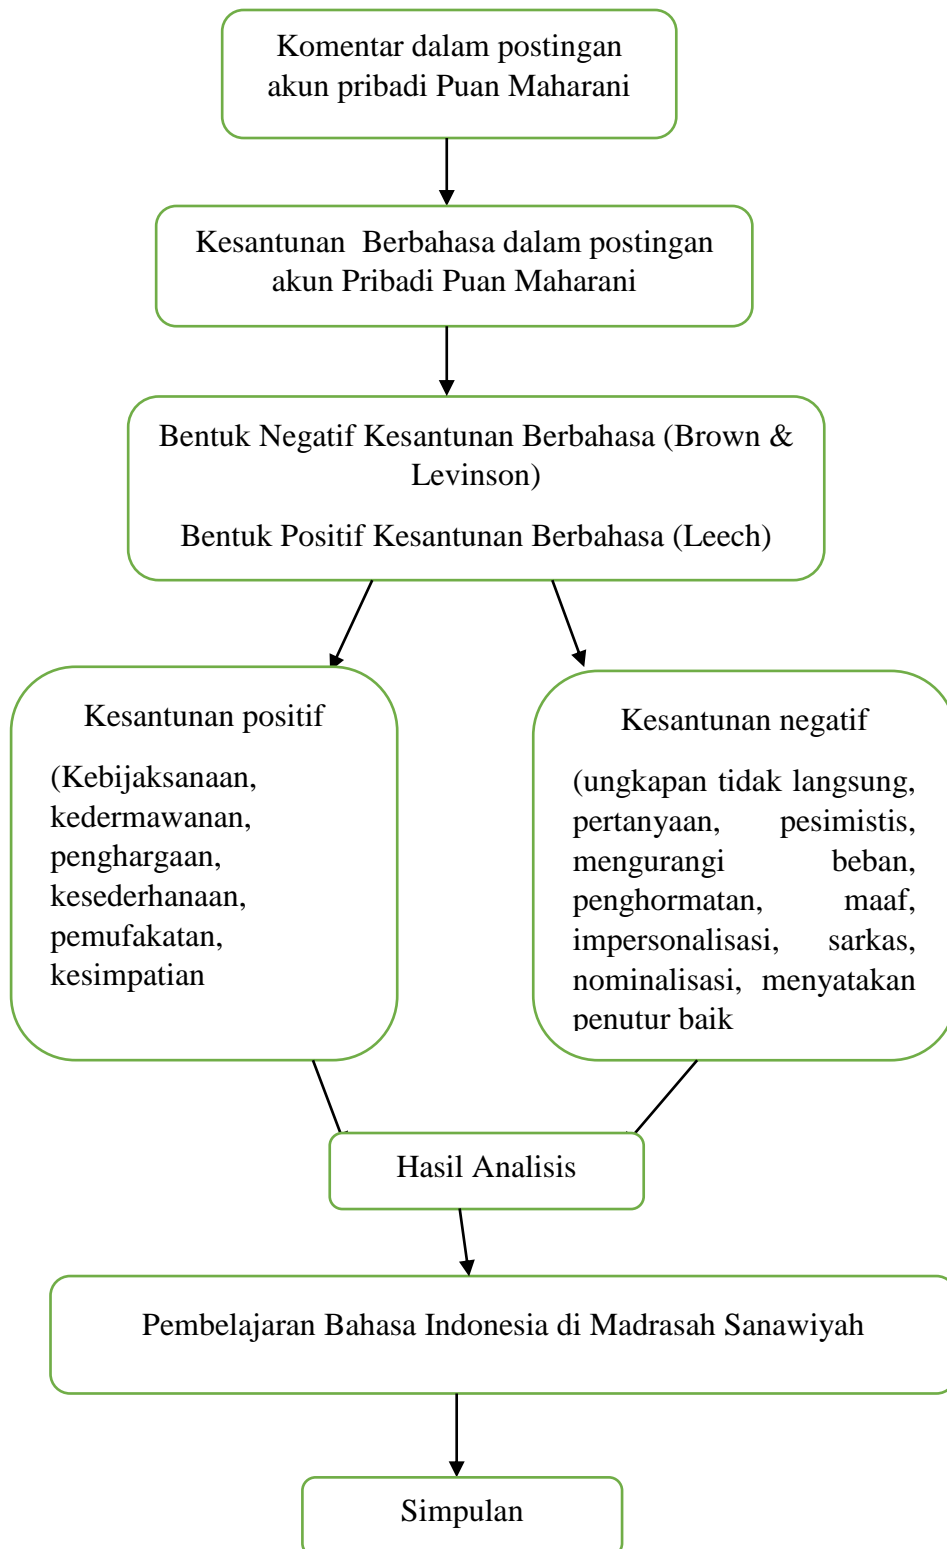 Komentar dalam postingan
akun pribadi Puan Maharani
Kesantunan Berbahasa dalam postingan
akun Pribadi Puan Maharani
Bentuk Negatif Kesantunan Berbahasa (Brown &
Levinson)
Bentuk Positif Kesantunan Berbahasa (Leech)
Kesantunan positif
(Kebijaksanaan,
kedermawanan,
penghargaan,
kesederhanaan,
pemufakatan,
kesimpatian
Kesantunan negatif
(ungkapan tidak langsung,
pertanyaan, pesimistis,
mengurangi beban,
penghormatan, maaf,
impersonalisasi, sarkas,
nominalisasi, menyatakan
penutur baik
Hasil Analisis
Pembelajaran Bahasa Indonesia di Madrasah Sanawiyah
Simpulan